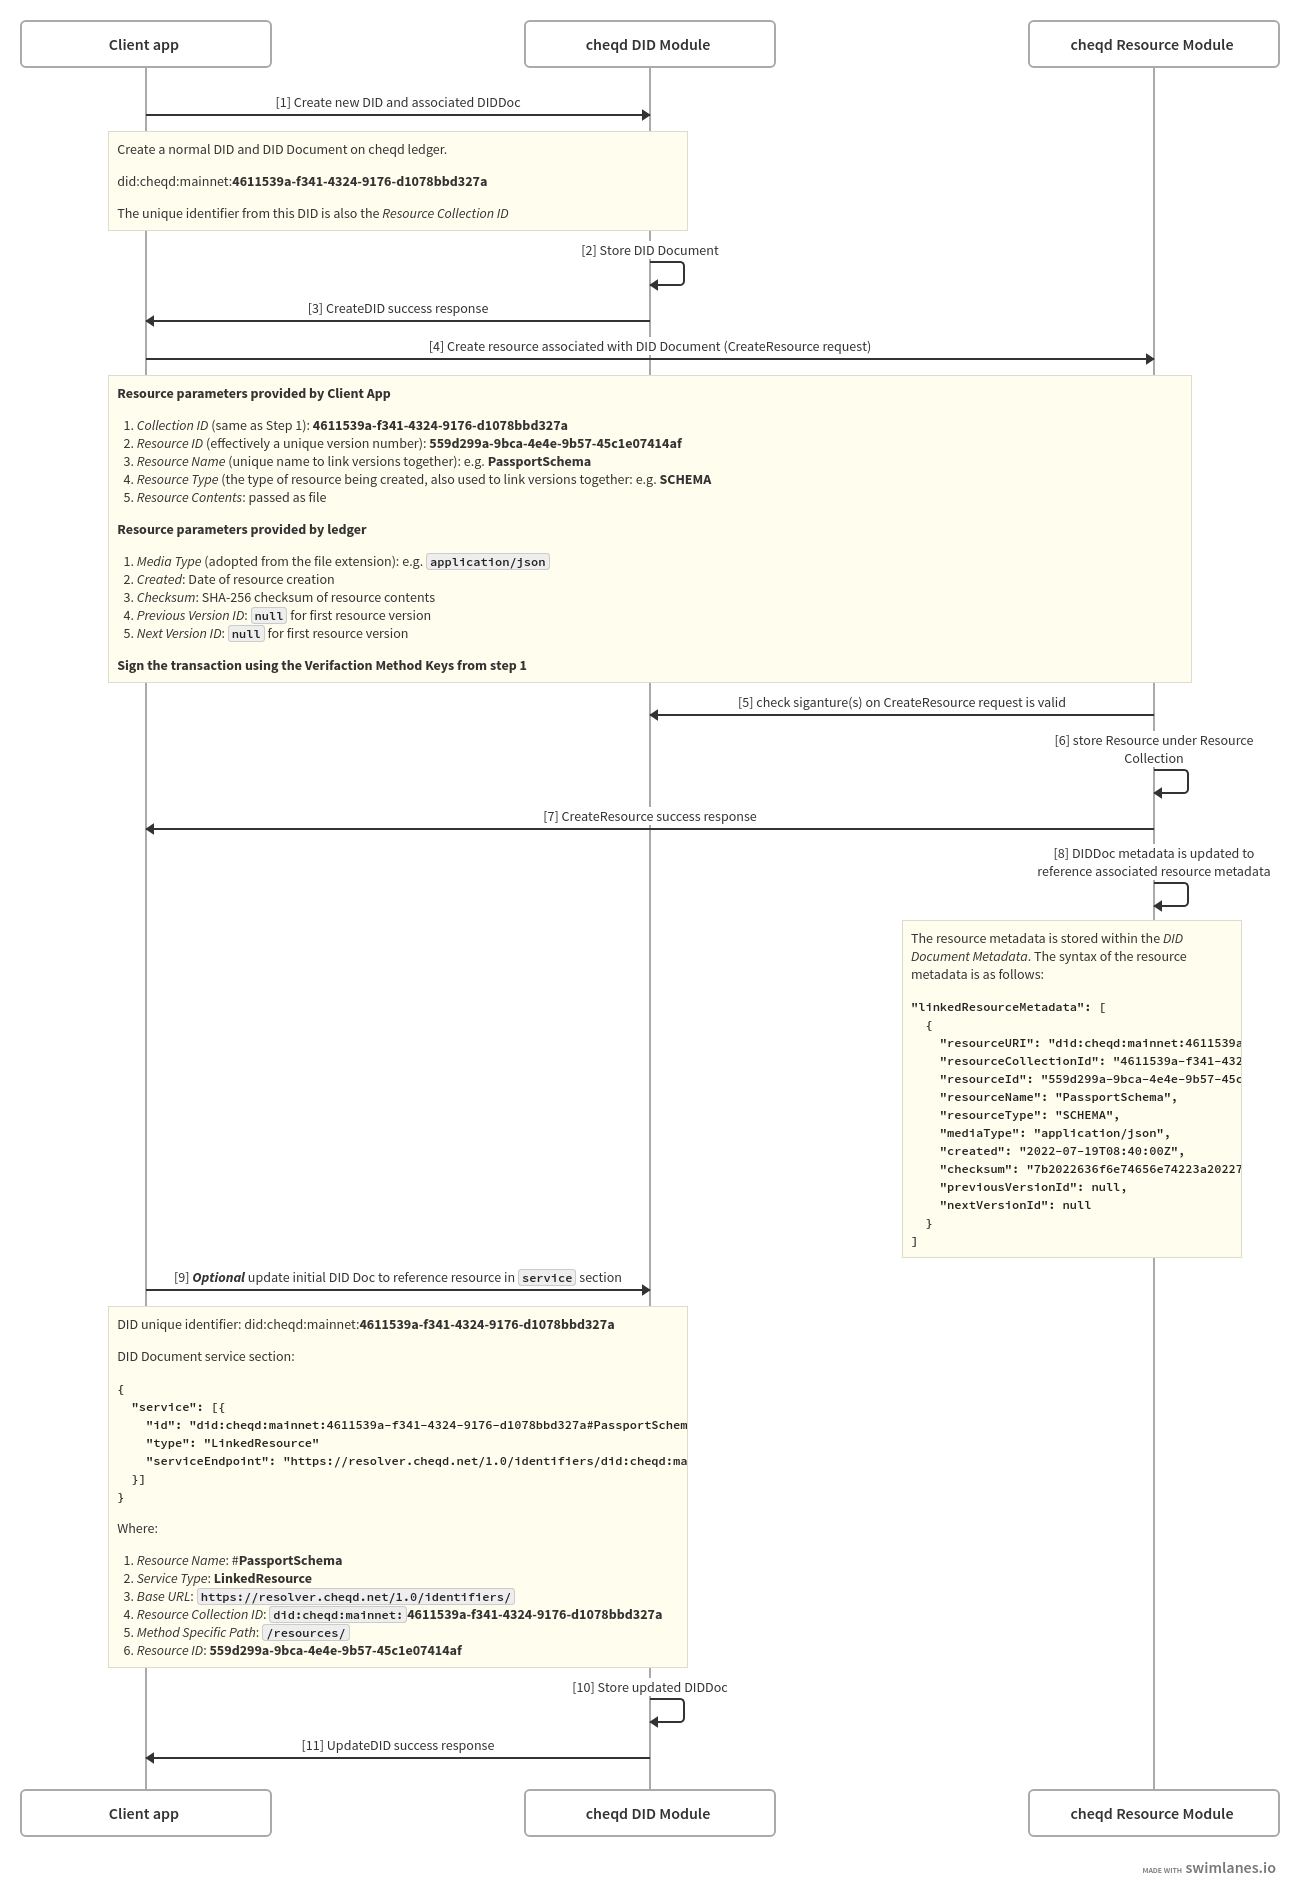 Client app
cheqd DID Module
cheqd Resource Module
[1] Create new DID and associated DIDDoc
Create a normal DID and DID Document on cheqd ledger.
did:cheqd:mainnet:4611539a-f341-4324-9176-d1078bbd327a
The unique identifier from this DID is also the Resource Collection ID
[2] Store DID Document
[3] CreateDID success response
[4] Create resource associated with DID Document (CreateResource request)
Resource parameters provided by Client App
1. Collection ID (same as Step 1): 4611539a-f341-4324-9176-d1078bbd327a
2. Resource ID (effectively a unique version number): 559d299a-9bca-4e4e-9b57-45c1e07414af
3. Resource Name (unique name to link versions together): e.g. PassportSchema
4. Resource Type (the type of resource being created, also used to link versions together: e.g. SCHEMA
5. Resource Contents: passed as file
Resource parameters provided by ledger
1. Media Type (adopted from the file extension): e.g. application/json
2. Created: Date of resource creation
3. Checksum: SHA-256 checksum of resource contents
4. Previous Version ID: null for first resource version
5. Next Version ID: null for first resource version
Sign the transaction using the Verifaction Method Keys from step 1
[5] check siganture(s) on CreateResource request is valid
[6] store Resource under Resource
Collection
[7] CreateResource success response
[8] DIDDoc metadata is updated to
reference associated resource metadata
The resource metadata is stored within the DID
Document Metadata. The syntax of the resource
metadata is as follows:
"linkedResourceMetadata": [
{
"resourceURI": "did:cheqd:mainnet:4611539a
"resourceCollectionId": "4611539a-f341-432
"resourceId": "559d299a-9bca-4e4e-9b57-45c
"resourceName": "PassportSchema",
"resourceType": "SCHEMA",
"mediaType": "application/json",
"created": "2022-07-19T08:40:00Z",
"checksum": "7b2022636f6e74656e74223a20227
"previousVersionId": null,
"nextVersionId": null
}
]
[9] Optional update initial DID Doc to reference resource in service section
DID unique identifier: did:cheqd:mainnet:4611539a-f341-4324-9176-d1078bbd327a
DID Document service section:
{
"service": [{
"id": "did:cheqd:mainnet:4611539a-f341-4324-9176-d1078bbd327a#PassportSchem
"type": "LinkedResource"
"serviceEndpoint": "https://resolver.cheqd.net/1.0/identifiers/did:cheqd:ma
}]
}
Where:
1. Resource Name: #PassportSchema
2. Service Type: LinkedResource
3. Base URL: https://resolver.cheqd.net/1.0/identifiers/
4. Resource Collection ID: did:cheqd:mainnet:4611539a-f341-4324-9176-d1078bbd327a
5. Method Specific Path: /resources/
6. Resource ID: 559d299a-9bca-4e4e-9b57-45c1e07414af
[10] Store updated DIDDoc
[11] UpdateDID success response
Client app
cheqd DID Module
cheqd Resource Module
MADE WITH swimlanes.io